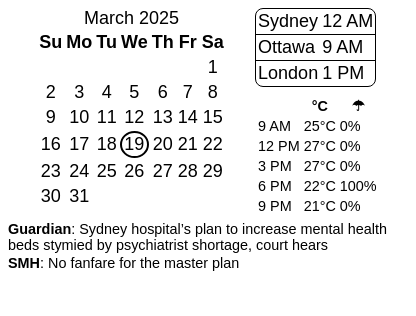 March 2025
Su Mo Tu We Th Fr Sa
1
2 3 4 5 6 7 8
9 10 11 12 13 14 15
16 17 18 19 20 21 22
23 24 25 26 27 28 29
30 31
Sydney 12 AM
Ottawa 9 AM
London 1 PM
°C ☂
9 AM 25°C 0%
12 PM 27°C 0%
3 PM 27°C 0%
6 PM 22°C 100%
9 PM 21°C 0%
Guardian: Sydney hospital's plan to increase mental health
beds stymied by psychiatrist shortage, court hears
SMH: No fanfare for the master plan